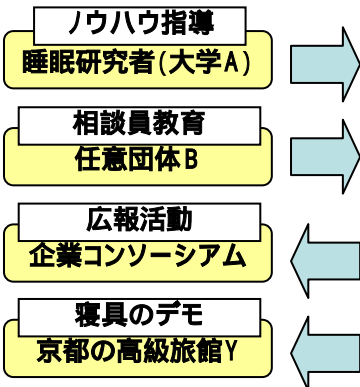 ノウハウ指導
睡眠研究者(大学A)
相談員教育
任意団体B
広報活動
企業コンソーシアム
寝具のデモ
京都の高級旅館Y